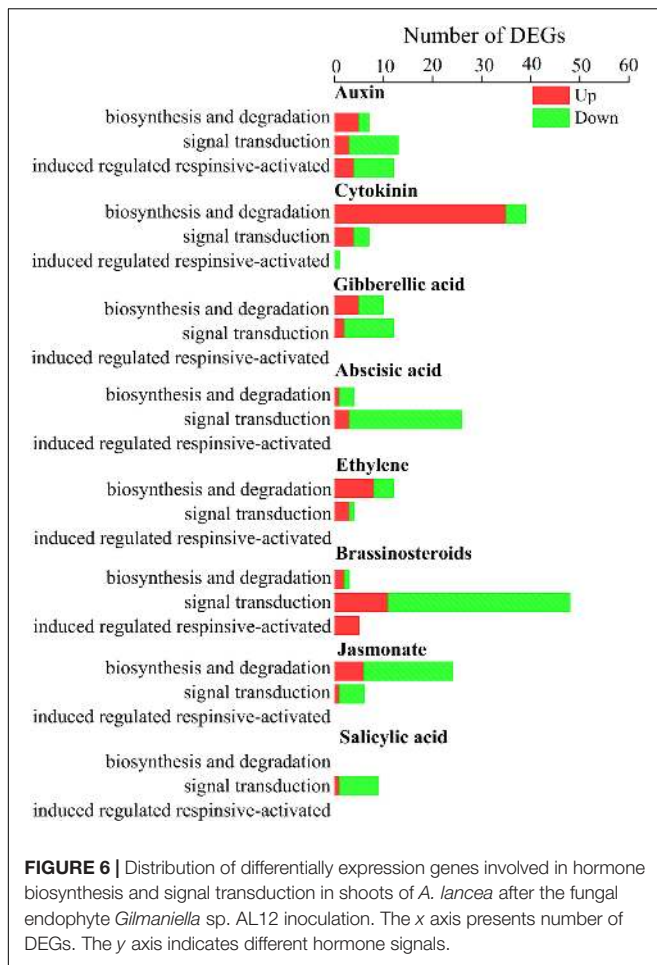 Number of DEGs
0 10 20 30 40 50 60
Up
Down
Auxin
biosynthesis and degradation
signal transduction
induced regulated respinsive-activated
Cytokinin
biosynthesis and degradation
signal transduction
induced regulated respinsive-activated
Gibberellic acid
biosynthesis and degradation
signal transduction
induced regulated respinsive-activated
Abscisic acid
biosynthesis and degradation
signal transduction
induced regulated respinsive-activated
Ethylene
biosynthesis and degradation
signal transduction
induced regulated respinsive-activated
Brassinosteroids
biosynthesis and degradation
signal transduction
induced regulated respinsive-activated
Jasmonate
biosynthesis and degradation
signal transduction
induced regulated respinsive-activated
Salicylic acid
biosynthesis and degradation
signal transduction
induced regulated respinsive-activated
FIGURE 6 | Distribution of differentially expression genes involved in hormone
biosynthesis and signal transduction in shoots of A. lancea after the fungal
endophyte Gilmaniella sp. AL12 inoculation. The x axis presents number of
DEGs. The y axis indicates different hormone signals.